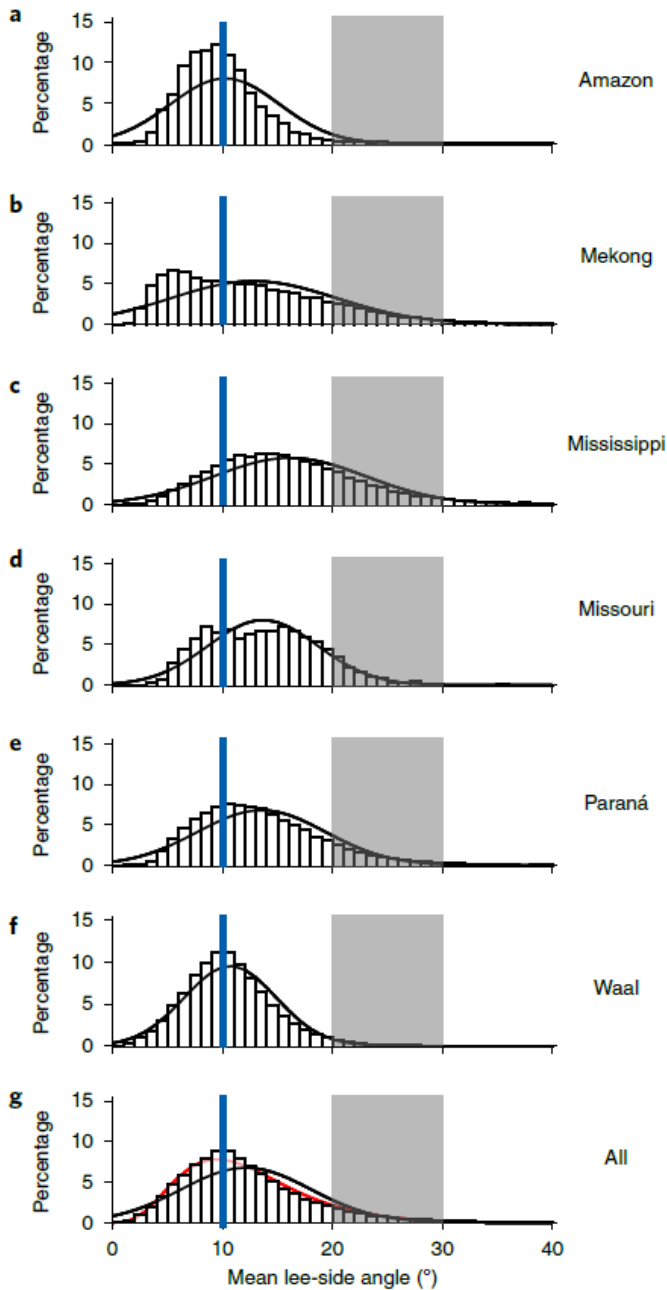 a
15
10
5
0
Percentage
Amazon
b
15
10
5
0
Percentage
Mekong
c
15
10
5
0
Percentage
Mississippi
d
15
10
5
0
Percentage
Missouri
e
15
10
5
0
Percentage
Paraná
f
15
10
5
0
Percentage
Waal
g
15
10
5
0
Percentage
All
0 10 20 30 40
Mean lee-side angle (°)